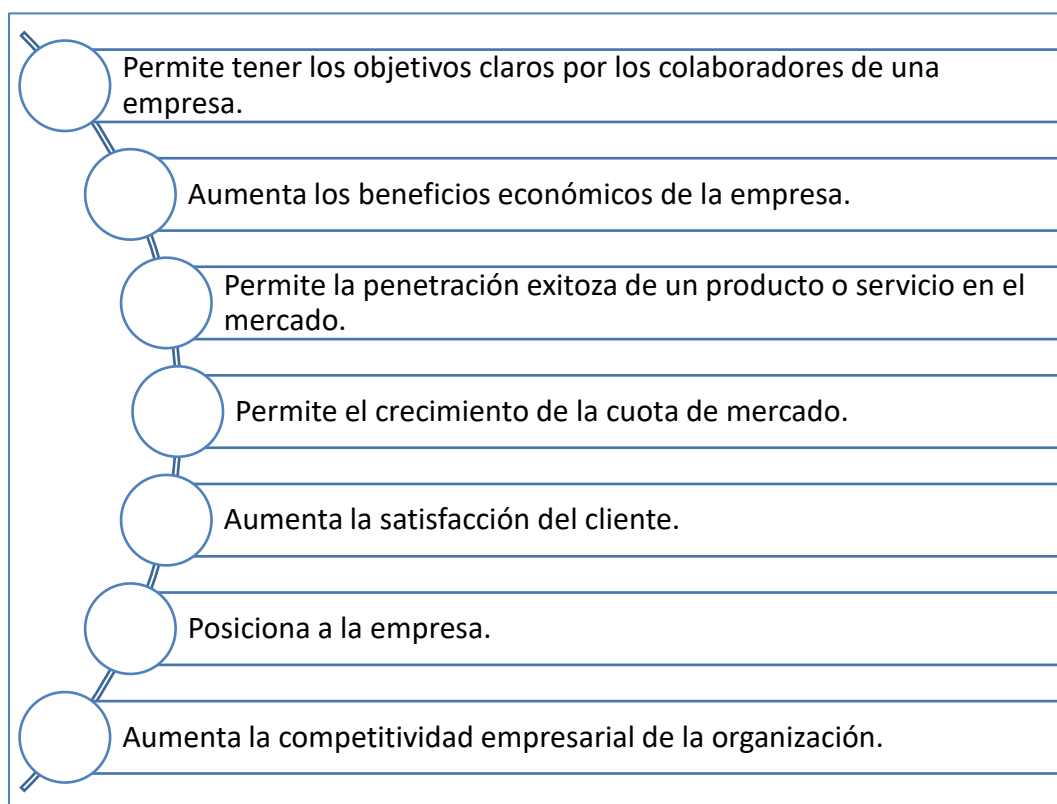 Permite tener los objetivos claros por los colaboradores de una
empresa.
Aumenta los beneficios económicos de la empresa.
Permite la penetración exitoza de un producto o servicio en el
mercado.
Permite el crecimiento de la cuota de mercado.
Aumenta la satisfacción del cliente.
Posiciona a la empresa.
Aumenta la competitividad empresarial de la organización.